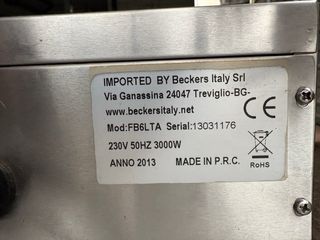 IMPORTED BY Beckers Italy Srl
Via Ganassina 24047 Treviglio-BG-
www.beckersitaly.net
Mod:FB6LTA Serial:13031176
230V 50HZ 3000W
ANNO 2013 MADE IN P.R.C.
CE
RoHS